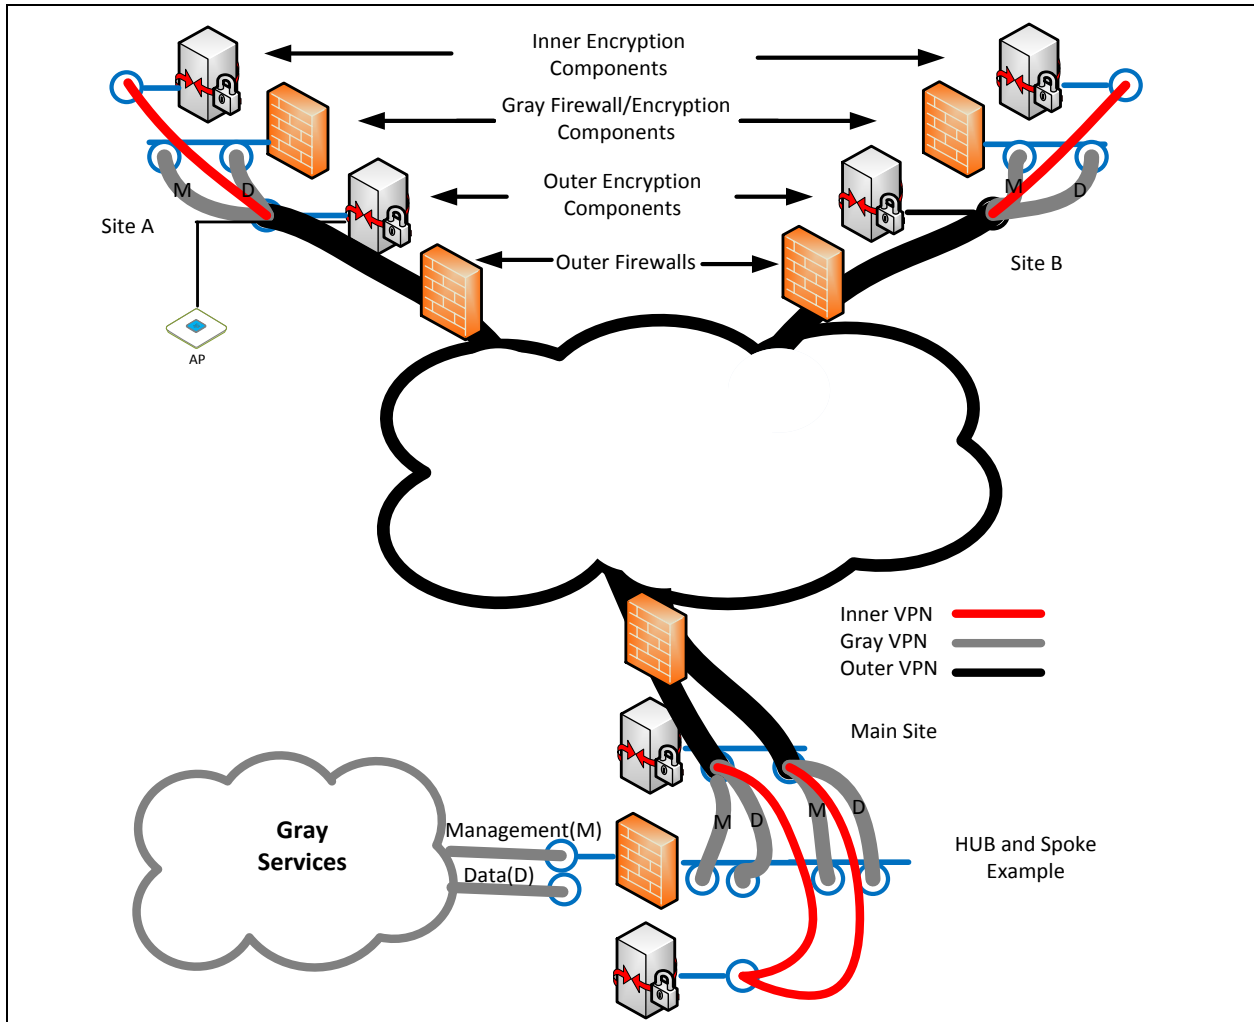 Inner Encryption
Components
Gray Firewall/Encryption
Components
Outer Encryption
Components
Outer Firewalls
M
D
Site A
AP
M
D
Site B
Inner VPN
Gray VPN
Outer VPN
Main Site
M
D
M
D
HUB and Spoke
Example
Gray
Services
Management(M)
Data(D)